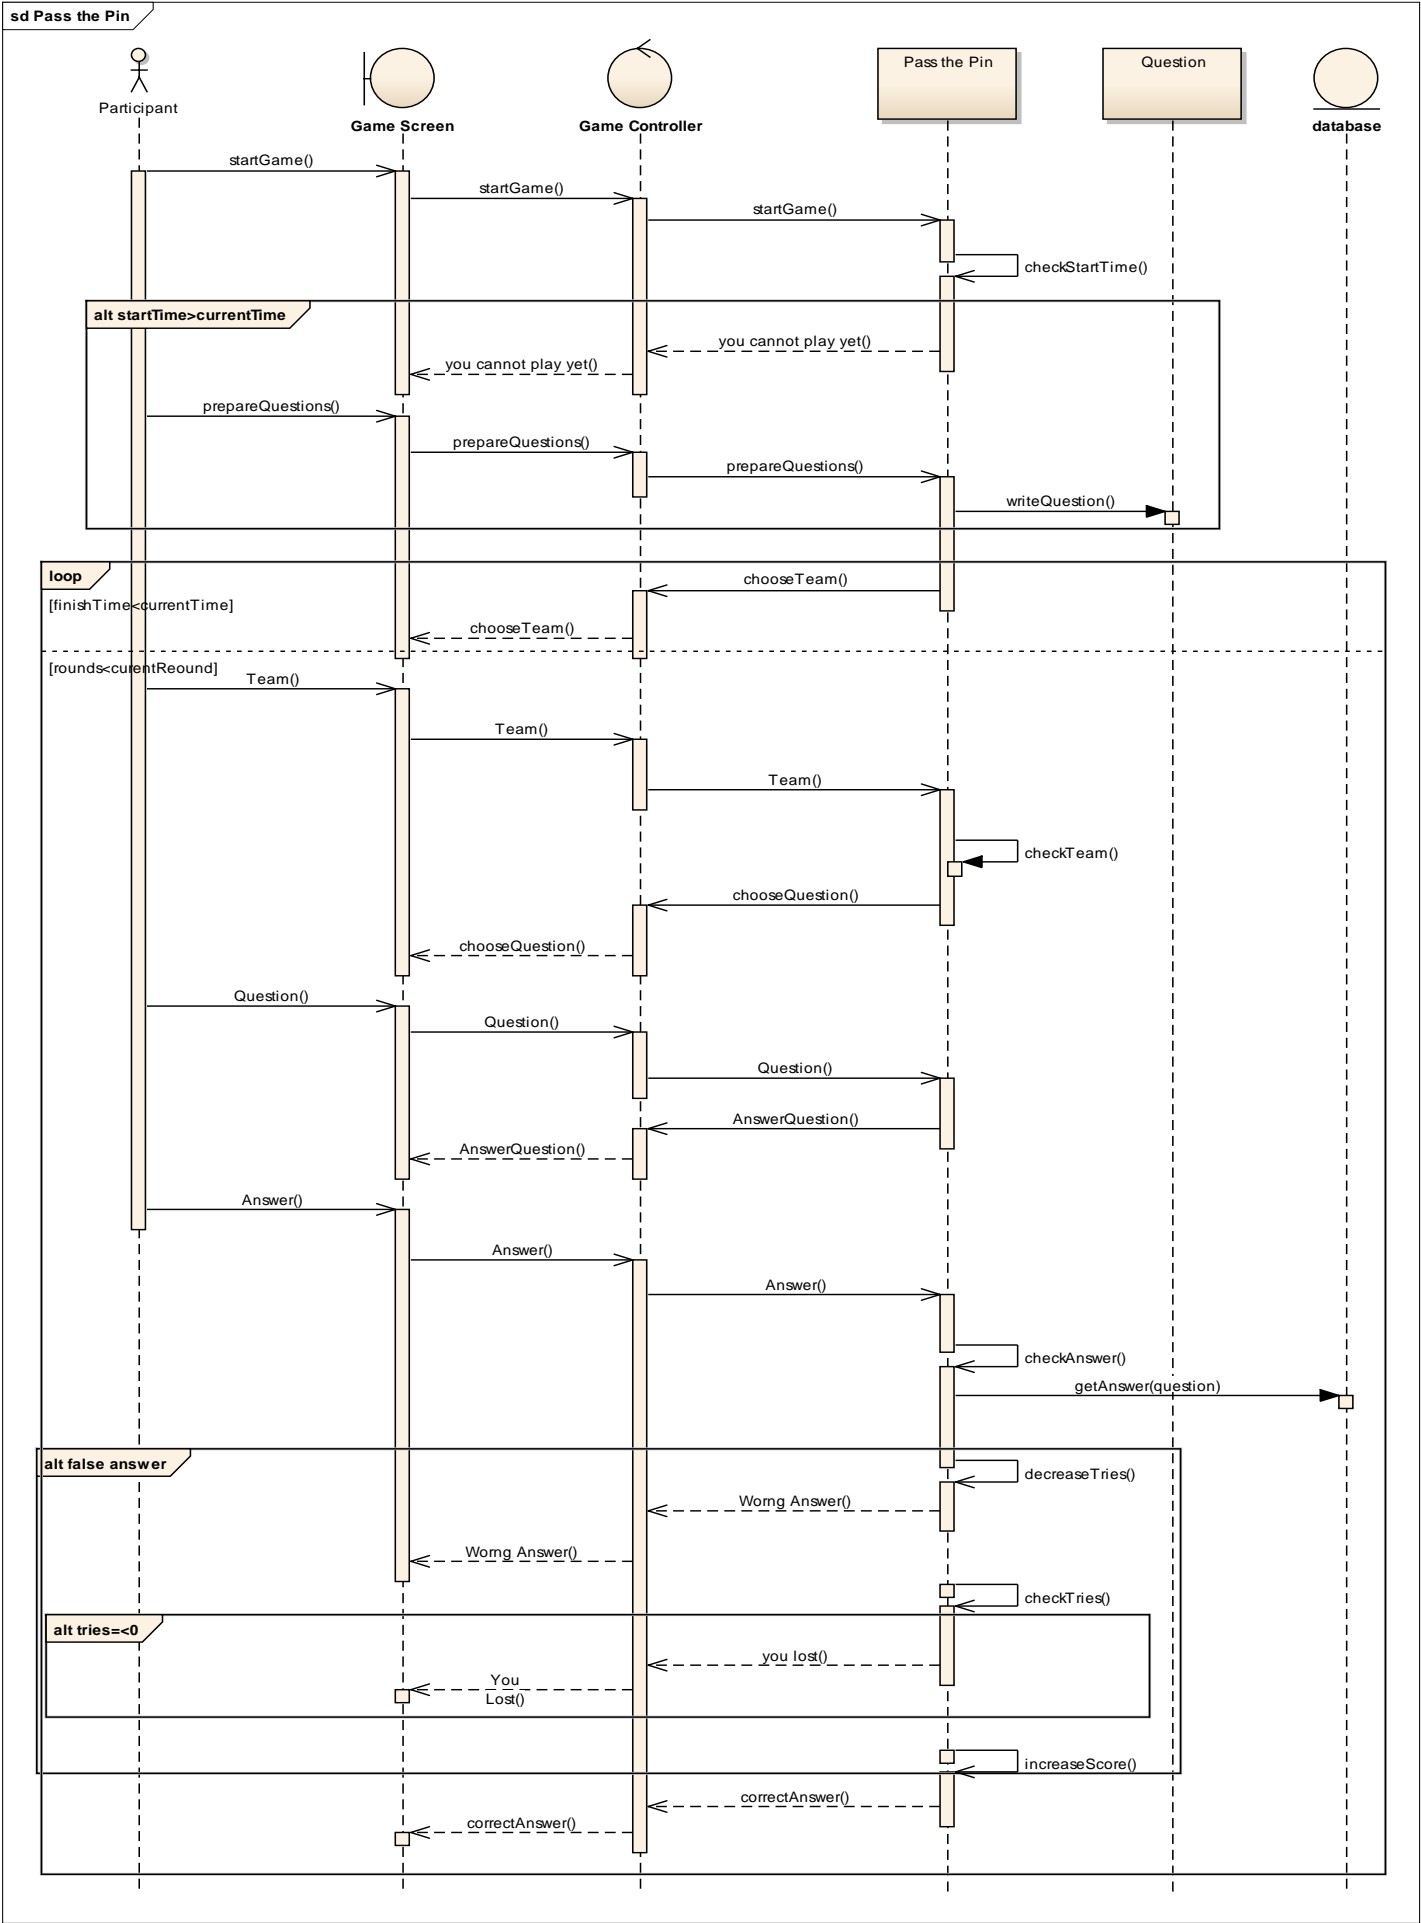 sd Pass the Pin
Participant
Game Screen
Game Controller
Pass the Pin
Question
database
startGame()
startGame()
startGame()
checkStartTime()
alt startTime>currentTime
you cannot play yet()
you cannot play yet()
prepareQuestions()
prepareQuestions()
prepareQuestions()
writeQuestion()
loop
chooseTeam()
[finishTime<currentTime]
chooseTeam()
[rounds<curentReound]
Team()
Team()
Team()
checkTeam()
chooseQuestion()
chooseQuestion()
Question()
Question()
Question()
AnswerQuestion()
AnswerQuestion()
Answer()
Answer()
Answer()
checkAnswer()
getAnswer(question)
alt false answer
decreaseTries()
Worng Answer()
Worng Answer()
checkTries()
alt tries=<0
you lost()
You
Lost()
increaseScore()
correctAnswer()
correctAnswer()